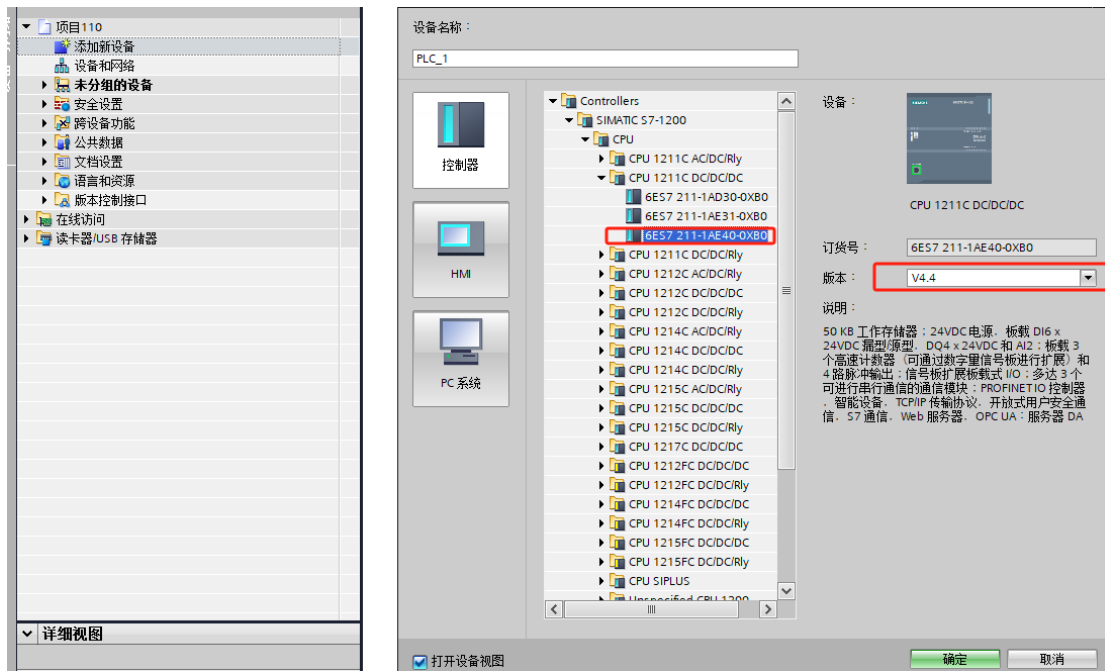 项目110
添加新设备
设备和网络
未分组的设备
安全设置
跨设备功能
公共数据
文档设置
语言和资源
版本控制接口
在线访问
读卡器/USB 存储器
详细视图
设备名称：
PLC_1
控制器
HMI
PC 系统
Controllers
SIMATIC S7-1200
CPU
CPU 1211C AC/DC/Rly
CPU 1211C DC/DC/DC
6ES7 211-1AD30-0XB0
6ES7 211-1AE31-0XB0
6ES7 211-1AE40-0XB0
CPU 1211C DC/DC/Rly
CPU 1212C AC/DC/Rly
CPU 1212C DC/DC/DC
CPU 1212C DC/DC/Rly
CPU 1214C AC/DC/Rly
CPU 1214C DC/DC/DC
CPU 1214C DC/DC/Rly
CPU 1215C AC/DC/Rly
CPU 1215C DC/DC/DC
CPU 1215C DC/DC/Rly
CPU 1217C DC/DC/DC
CPU 1212FC DC/DC/DC
CPU 1212FC DC/DC/Rly
CPU 1214FC DC/DC/DC
CPU 1214FC DC/DC/Rly
CPU 1215FC DC/DC/DC
CPU 1215FC DC/DC/Rly
CPU SIPLUS
Unspecified CPU 1200
打开设备视图
设备：
CPU 1211C DC/DC/DC
订货号：
6ES7 211-1AE40-0XB0
版本：
V4.4
说明：
50 KB 工作存储器；24VDC 电源，板载 DI6 x
24VDC 漏型/源型，DQ4 x 24VDC 和 AI2；板载 3
个高速计数器（可通过数字量信号板进行扩展）和
4 路脉冲输出；信号板扩展板载式 I/O；多达 3 个
可进行串行通信的通信模块；PROFINET IO 控制器
，智能设备，TCP/IP 传输协议，开放式用户安全通
信，S7 通信，Web 服务器，OPC UA：服务器 DA
确定
取消